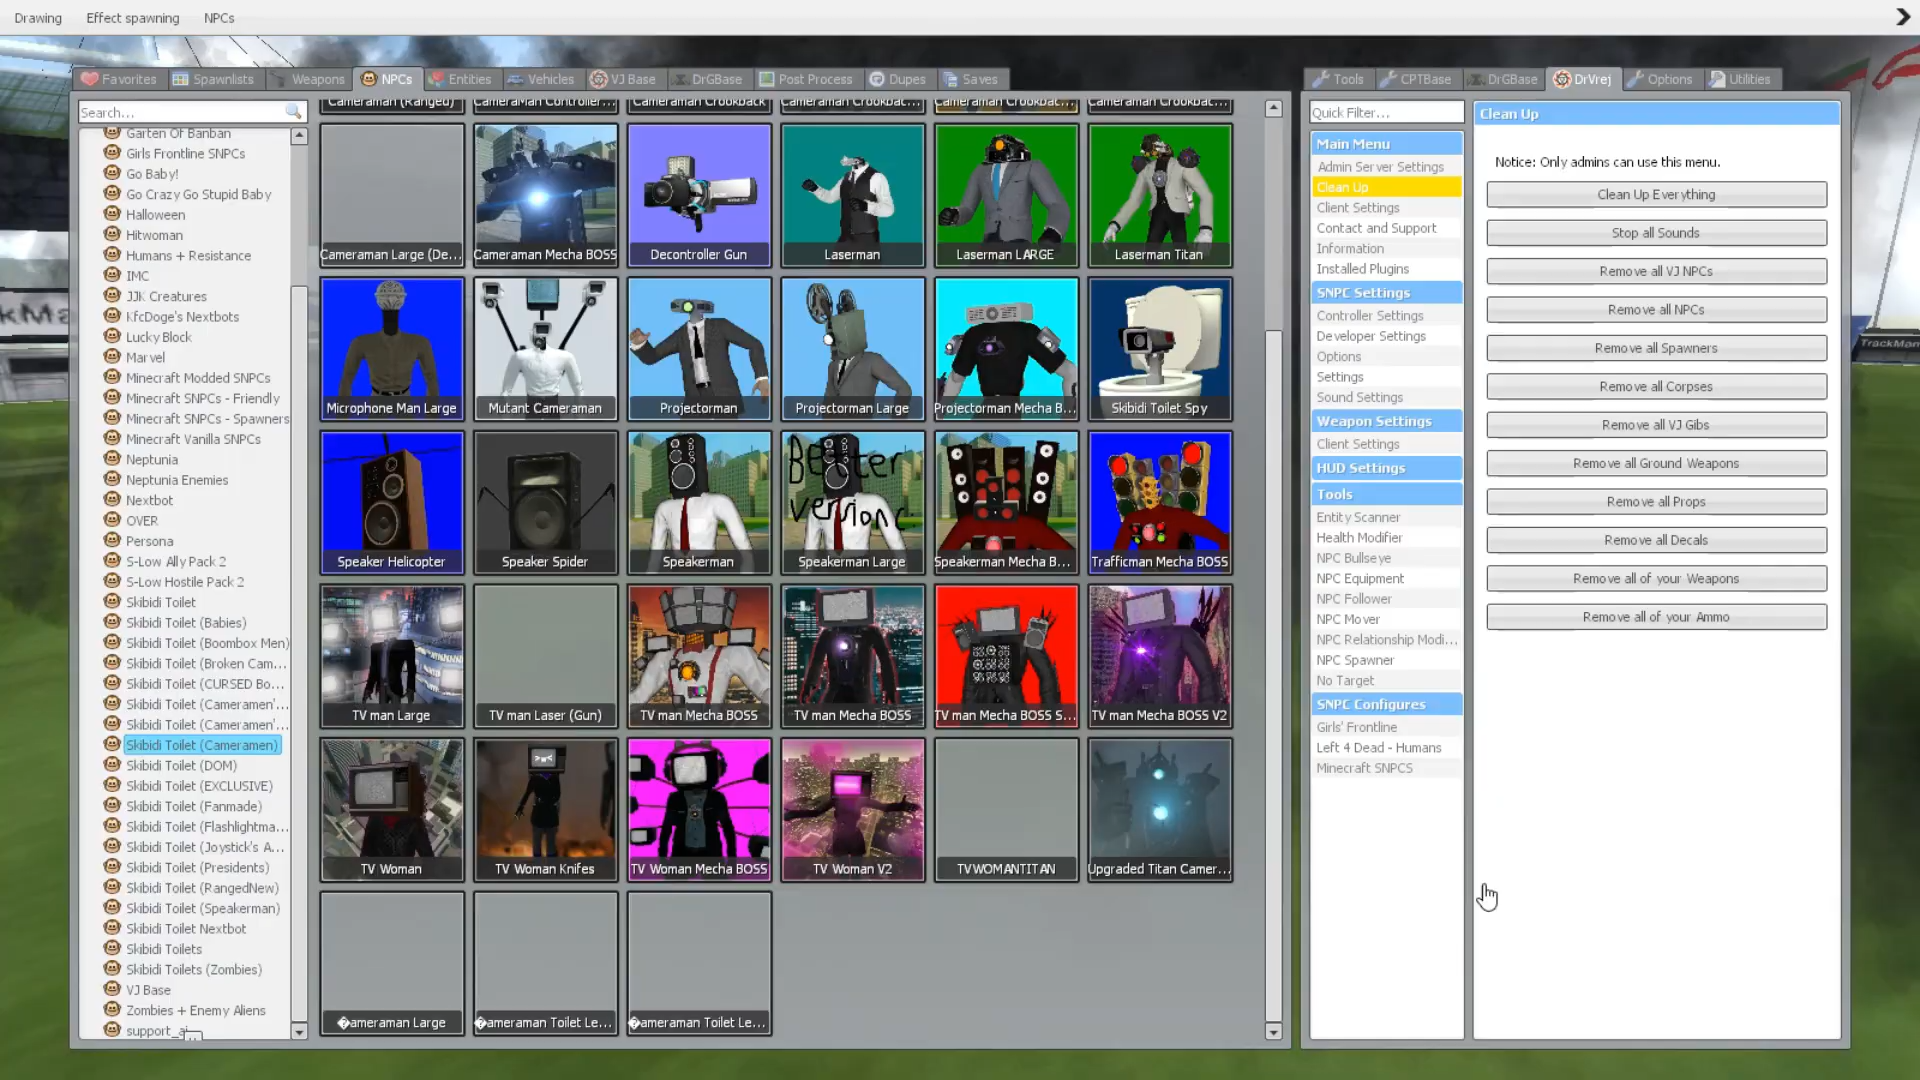 Drawing Effect spawning NPCs
Favorites Spawnlists Weapons NPCs Entities Vehicles VJ Base DrGBase Post Process Dupes Saves
Tools CPTBase DrGBase DrVrej Options Utilities
Search...
Garten Of Banban
Girls Frontline SNPCs
Go Baby!
Go Crazy Go Stupid Baby
Halloween
Hitwoman
Humans + Resistance
IMC
JJK Creatures
KfcDoge's Nextbots
Lucky Block
Marvel
Minecraft Modded SNPCs
Minecraft SNPCs - Friendly
Minecraft SNPCs - Spawners
Minecraft Vanilla SNPCs
Neptunia
Neptunia Enemies
Nextbot
OVER
Persona
S-Low Ally Pack 2
S-Low Hostile Pack 2
Skibidi Toilet
Skibidi Toilet (Babies)
Skibidi Toilet (Boombox Men)
Skibidi Toilet (Broken Cam...
Skibidi Toilet (CURSED Bo...
Skibidi Toilet (Cameramen'...
Skibidi Toilet (Cameramen'...
Skibidi Toilet (Cameramen)
Skibidi Toilet (DOM)
Skibidi Toilet (EXCLUSIVE)
Skibidi Toilet (Fanmade)
Skibidi Toilet (Flashlightma...
Skibidi Toilet (Joystick's A...
Skibidi Toilet (Presidents)
Skibidi Toilet (RangedNew)
Skibidi Toilet (Speakerman)
Skibidi Toilet Nextbot
Skibidi Toilets
Skibidi Toilets (Zombies)
VJ Base
Zombies + Enemy Aliens
support_ai
Cameraman (Ranged) CameraMan Controller... Cameraman Crookback Cameraman Crookbac... Cameraman Crookbac... Cameraman Crookbac...
Cameraman Large (De... Cameraman Mecha BOSS Decontroller Gun Laserman Laserman LARGE Laserman Titan
Microphone Man Large Mutant Cameraman Projectorman Projectorman Large Projectorman Mecha B... Skibidi Toilet Spy
Better
version c:
Speaker Helicopter Speaker Spider Speakerman Speakerman Large Speakerman Mecha B... Trafficman Mecha BOSS
TV man Large TV man Laser (Gun) TV man Mecha BOSS TV man Mecha BOSS TV man Mecha BOSS S... TV man Mecha BOSS V2
>w<
TV Woman TV Woman Knifes TV Woman Mecha BOSS TV Woman V2 TVWOMANTITAN Upgraded Titan Camer...
�ameraman Large �ameraman Toilet Le... �ameraman Toilet Le...
Quick Filter...
Main Menu
Admin Server Settings
Clean Up
Client Settings
Contact and Support
Information
Installed Plugins
SNPC Settings
Controller Settings
Developer Settings
Options
Settings
Sound Settings
Weapon Settings
Client Settings
HUD Settings
Tools
Entity Scanner
Health Modifier
NPC Bullseye
NPC Equipment
NPC Follower
NPC Mover
NPC Relationship Modi...
NPC Spawner
No Target
SNPC Configures
Girls' Frontline
Left 4 Dead - Humans
Minecraft SNPCS
Clean Up
Notice: Only admins can use this menu.
Clean Up Everything
Stop all Sounds
Remove all VJ NPCs
Remove all NPCs
Remove all Spawners
Remove all Corpses
Remove all VJ Gibs
Remove all Ground Weapons
Remove all Props
Remove all Decals
Remove all of your Weapons
Remove all of your Ammo
TrackMan